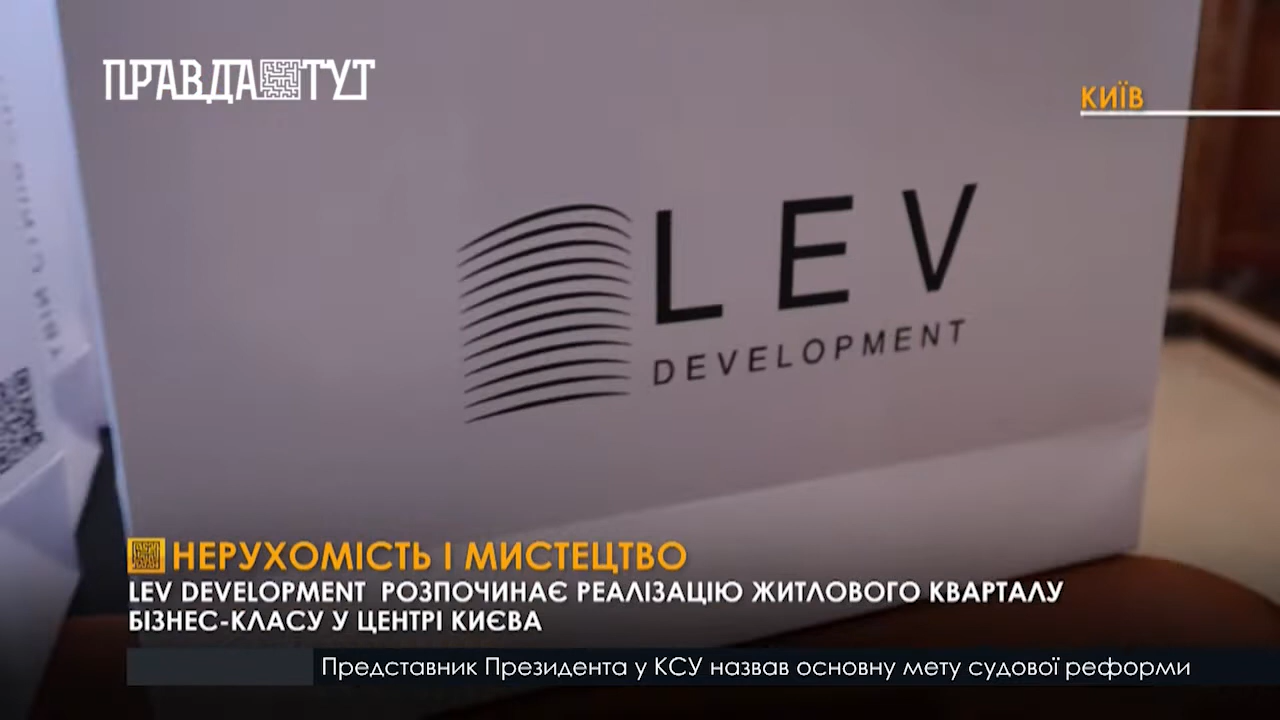 ПРАВДА ТУТ
КИЇВ
LEV
DEVELOPMENT
НЕРУХОМІСТЬ І МИСТЕЦТВО
LEV DEVELOPMENT РОЗПОЧИНАЄ РЕАЛІЗАЦІЮ ЖИТЛОВОГО КВАРТАЛУ
БІЗНЕС-КЛАСУ У ЦЕНТРІ КИЄВА
Представник Президента у КСУ назвав основну мету судової реформи